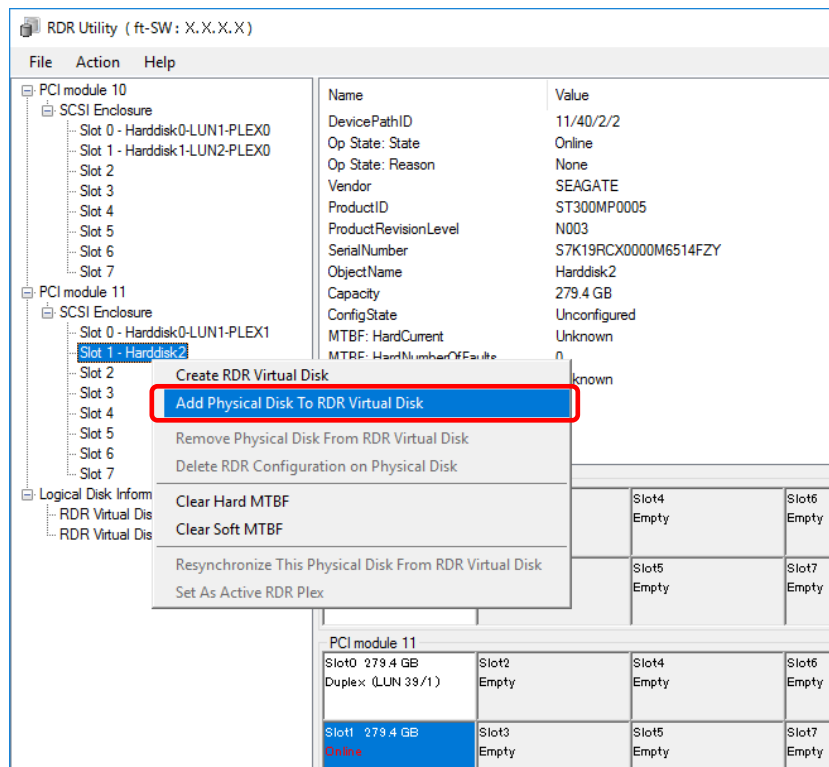 RDR Utility ( ft-SW : X.X.X.X )
File Action Help
PCI module 10
SCSI Enclosure
Slot 0 - Harddisk0-LUN1-PLEX0
Slot 1 - Harddisk1-LUN2-PLEX0
Slot 2
Slot 3
Slot 4
Slot 5
Slot 6
Slot 7
PCI module 11
SCSI Enclosure
Slot 0 - Harddisk0-LUN1-PLEX1
Slot 1 - Harddisk2
Slot 2
Slot 3
Slot 4
Slot 5
Slot 6
Slot 7
Logical Disk Inform
RDR Virtual Dis
RDR Virtual Dis
Name Value
DevicePathID 11/40/2/2
Op State: State Online
Op State: Reason None
Vendor SEAGATE
ProductID ST300MP0005
ProductRevisionLevel N003
SerialNumber S7K19RCX0000M6514FZY
ObjectName Harddisk2
Capacity 279.4 GB
ConfigState Unconfigured
MTBF: HardCurrent Unknown
MTBF: HardNumberOfFaults 0
known
Create RDR Virtual Disk
Add Physical Disk To RDR Virtual Disk
Remove Physical Disk From RDR Virtual Disk
Delete RDR Configuration on Physical Disk
Clear Hard MTBF
Clear Soft MTBF
Resynchronize This Physical Disk From RDR Virtual Disk
Set As Active RDR Plex
Slot4 Slot6
Empty Empty
Slot5 Slot7
Empty Empty
PCI module 11
Slot0 279.4 GB Slot2 Slot4 Slot6
Duplex (LUN 39/1) Empty Empty Empty
Slot1 279.4 GB Slot3 Slot5 Slot7
Online Empty Empty Empty